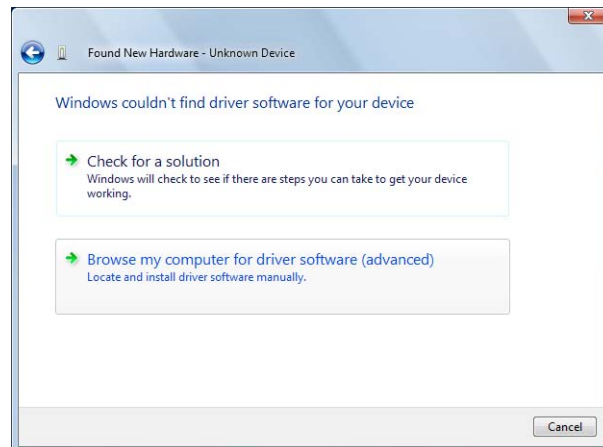 Found New Hardware - Unknown Device
Windows couldn't find driver software for your device
Check for a solution
Windows will check to see if there are steps you can take to get your device
working.
Browse my computer for driver software (advanced)
Locate and install driver software manually.
Cancel